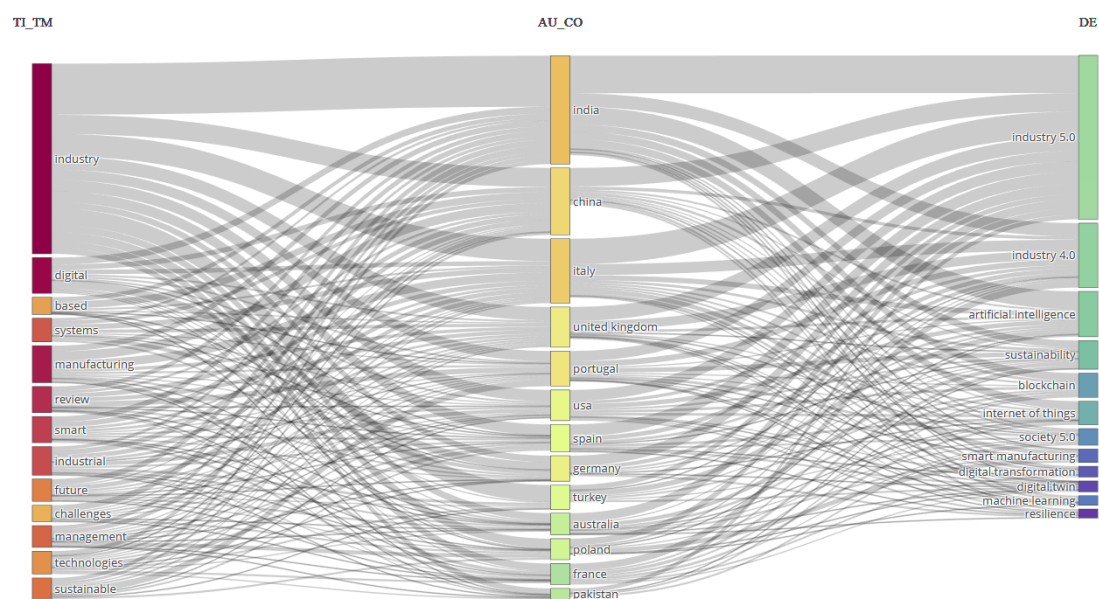 TI_TM
AU_CO
DE
industry
digital
based
systems
manufacturing
review
smart
industrial
future
challenges
management
technologies
sustainable
india
china
italy
united kingdom
portugal
usa
spain
germany
turkey
australia
poland
france
pakistan
industry 5.0
industry 4.0
artificial intelligence
sustainability
blockchain
internet of things
society 5.0
smart manufacturing
digital transformation
digital twin
machine learning
resilience